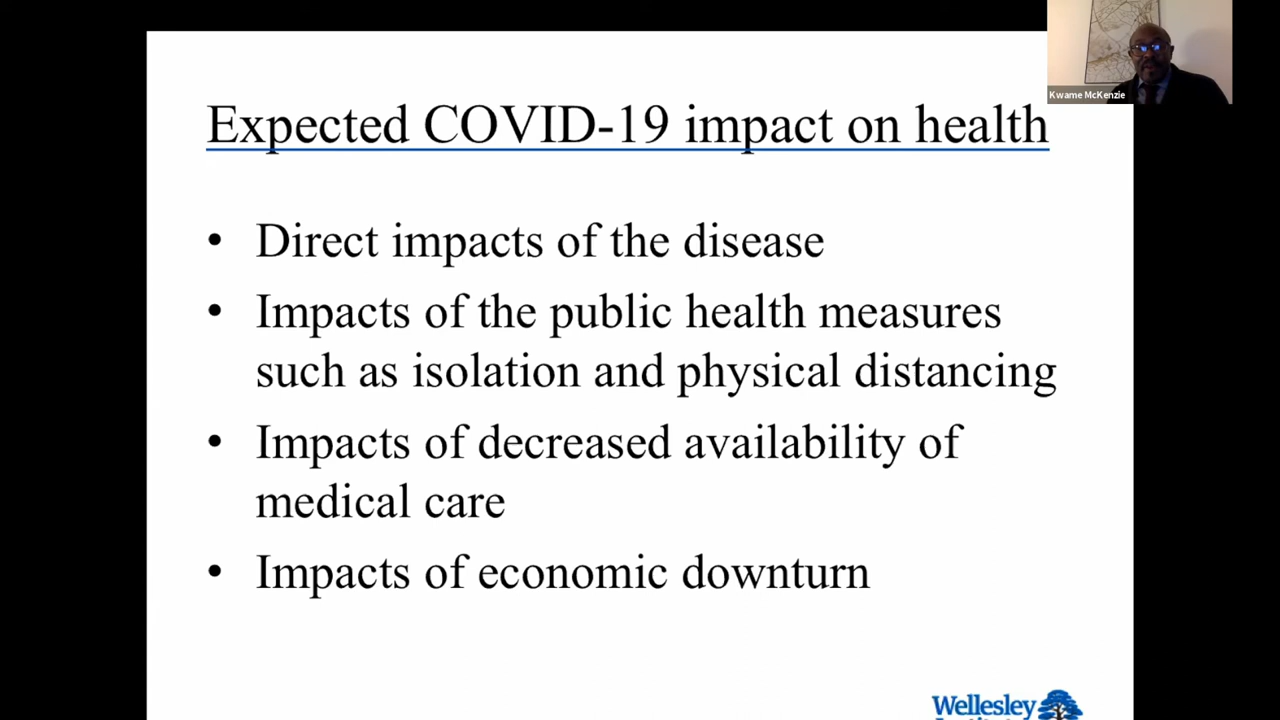 Kwame McKenzie
Expected COVID-19 impact on health
• Direct impacts of the disease
• Impacts of the public health measures
such as isolation and physical distancing
• Impacts of decreased availability of
medical care
• Impacts of economic downturn
Wellesley